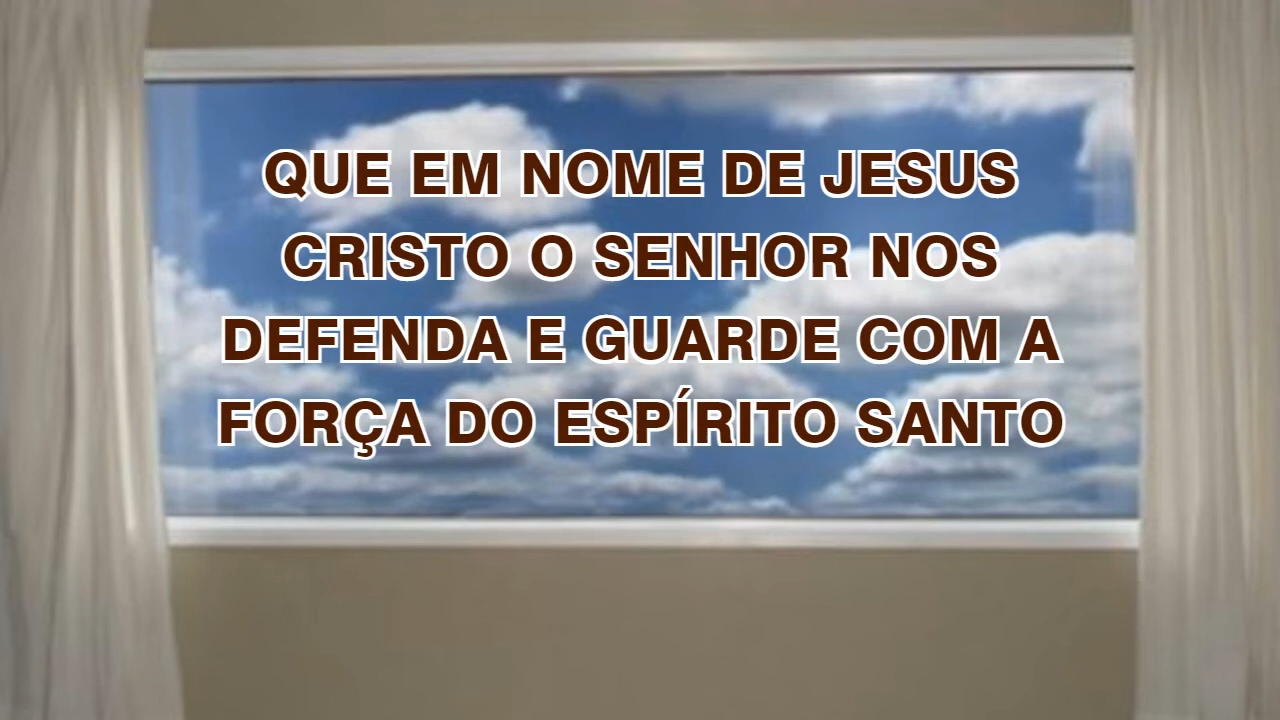 QUE EM NOME DE JESUS
CRISTO O SENHOR NOS
DEFENDA E GUARDE COM A
FORÇA DO ESPÍRITO SANTO